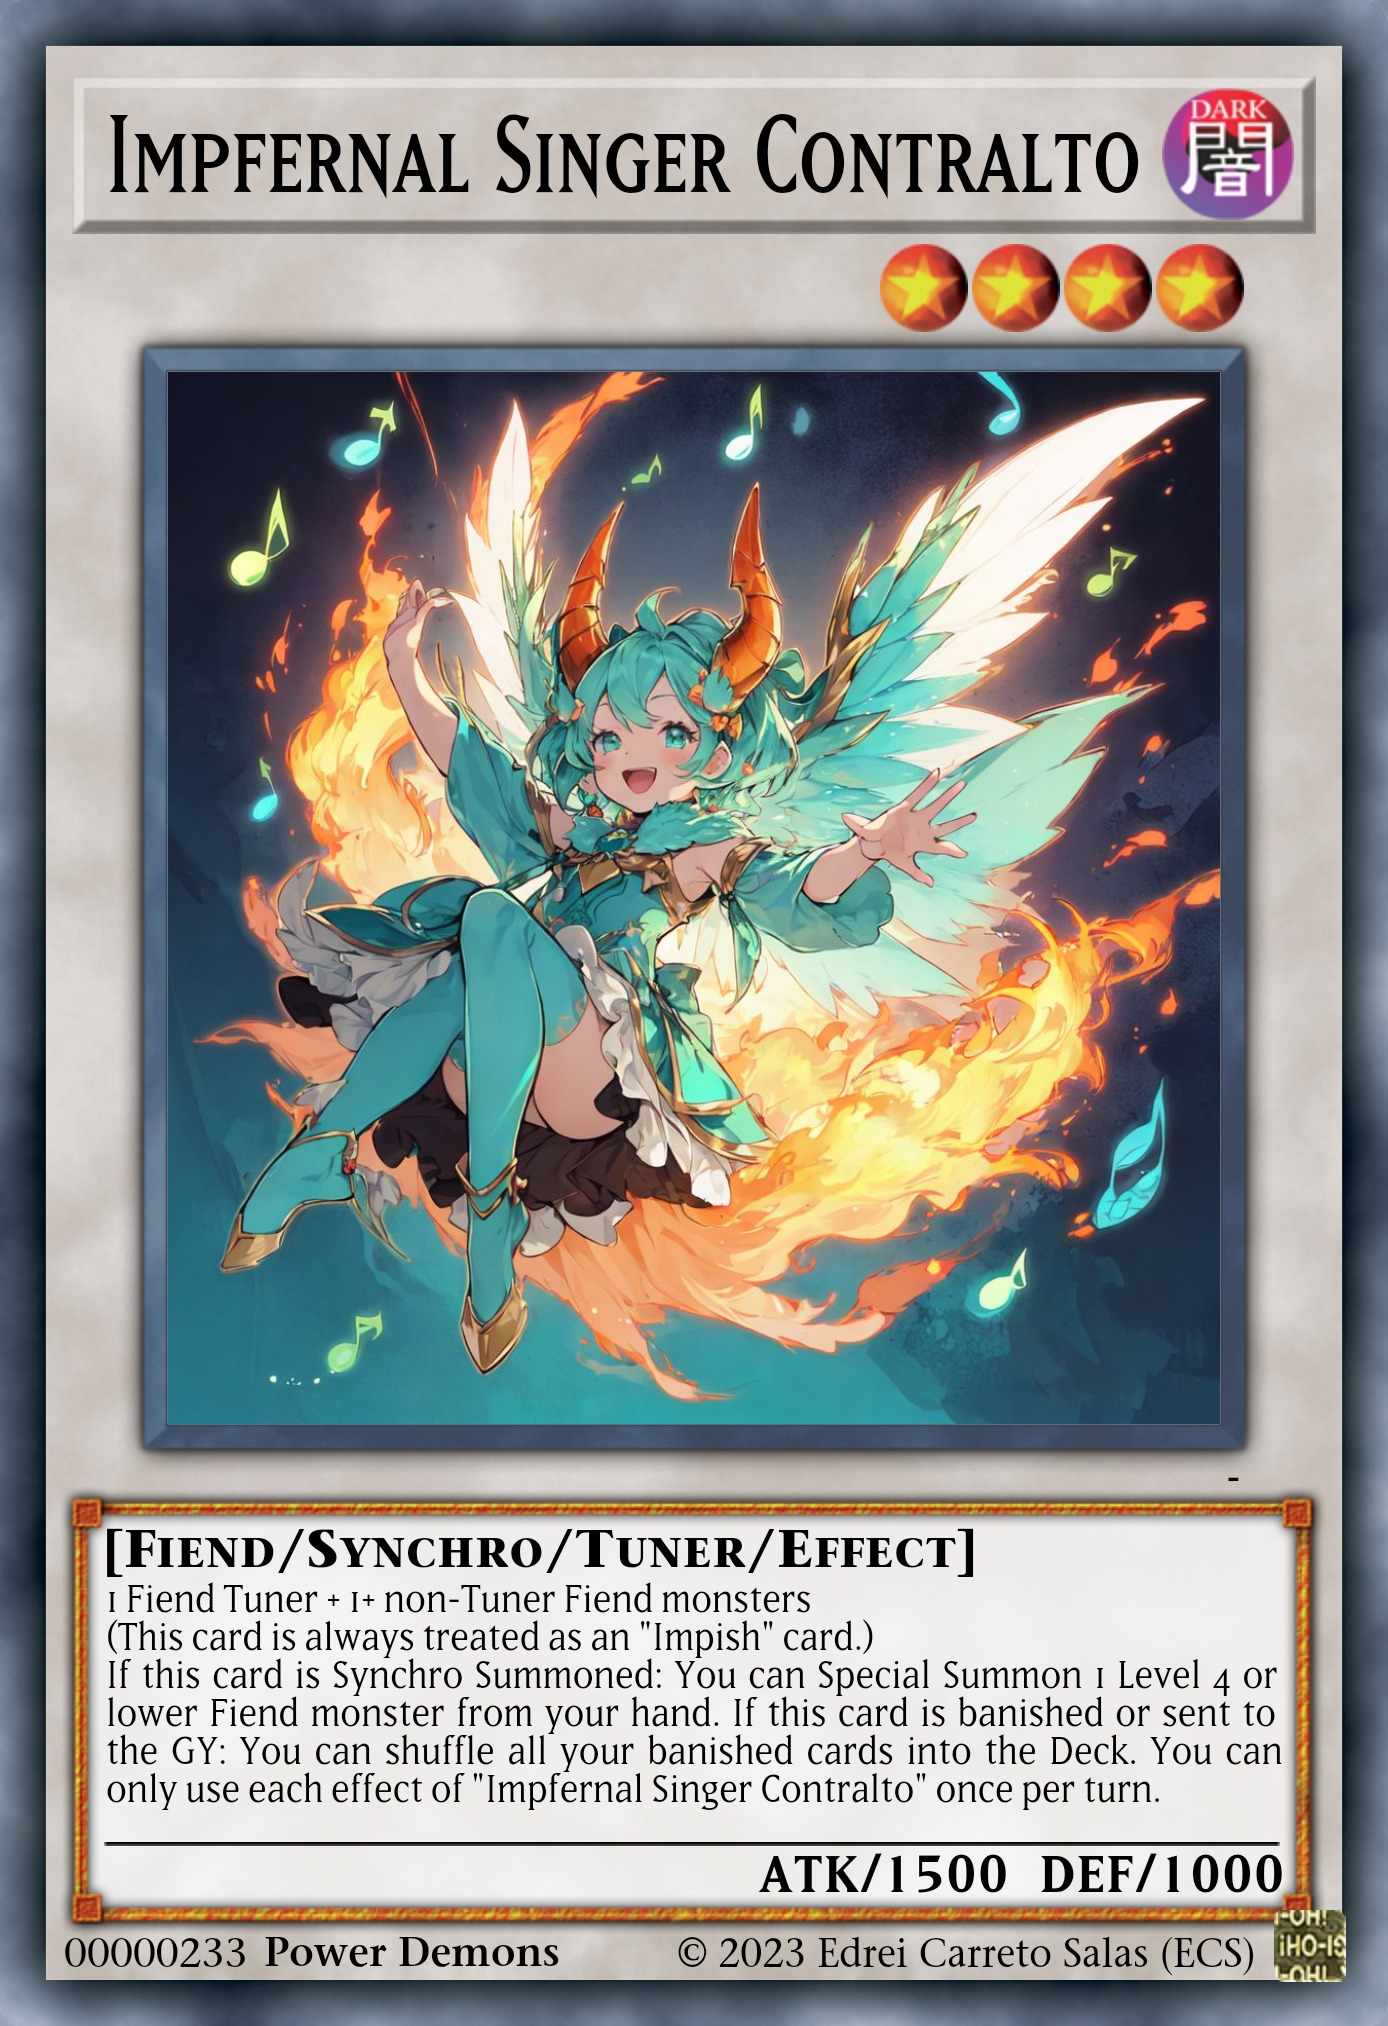 Impfernal Singer Contralto
DARK
闇
-
[Fiend/Synchro/Tuner/Effect]
1 Fiend Tuner + 1+ non-Tuner Fiend monsters
(This card is always treated as an "Impish" card.)
If this card is Synchro Summoned: You can Special Summon 1 Level 4 or
lower Fiend monster from your hand. If this card is banished or sent to
the GY: You can shuffle all your banished cards into the Deck. You can
only use each effect of "Impfernal Singer Contralto" once per turn.
ATK/1500 DEF/1000
00000233 Power Demons
© 2023 Edrei Carreto Salas (ECS)